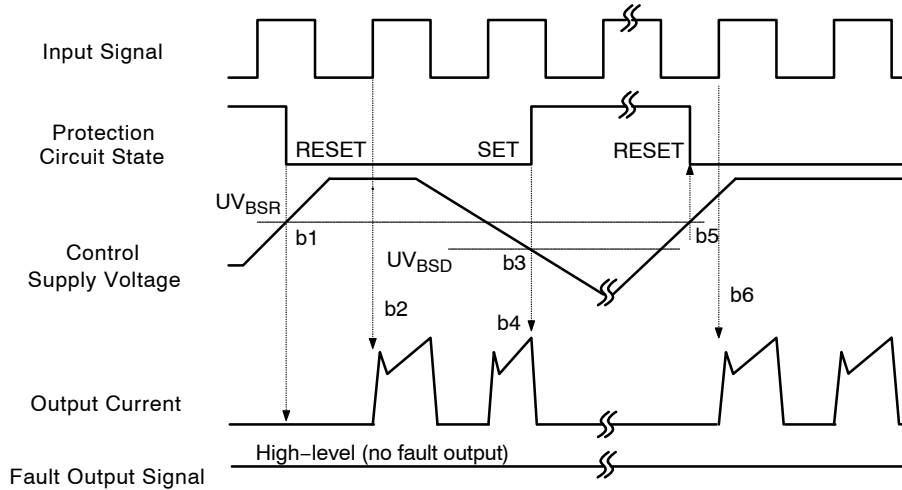 Input Signal
Protection
Circuit State
RESET
SET
RESET
UVBSR
b1
Control
Supply Voltage
UVBSD
b3
b5
b2
b4
b6
Output Current
High−level (no fault output)
Fault Output Signal